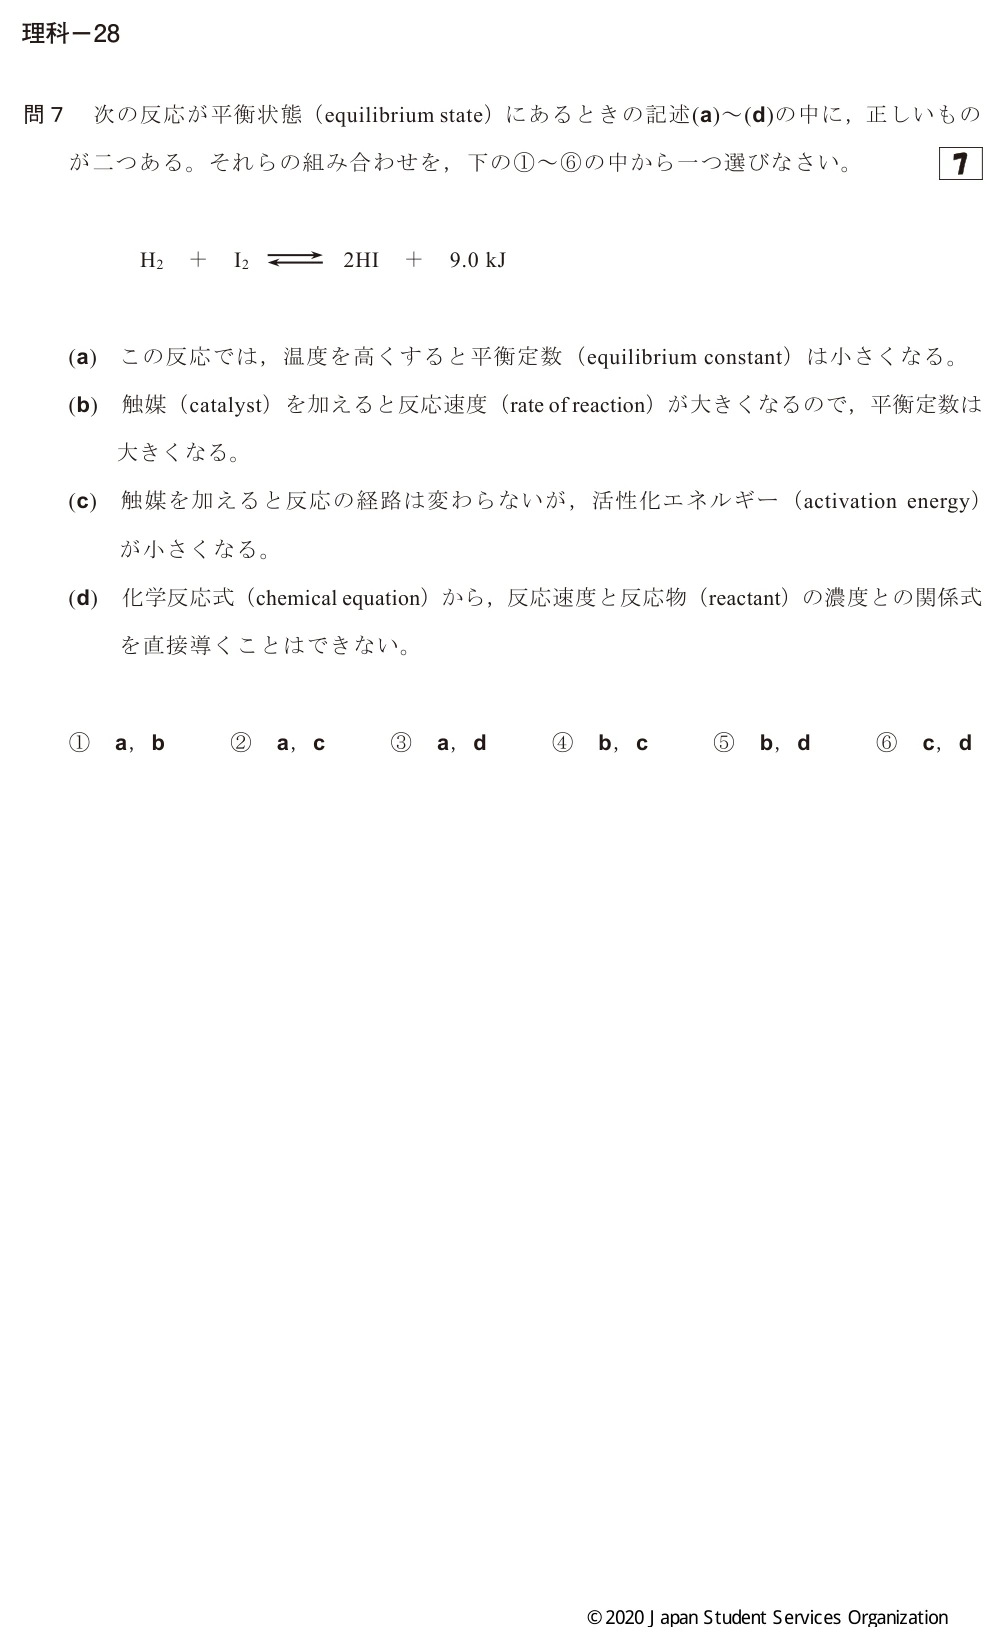 理科－28
問７　次の反応が平衡状態（equilibrium state）にあるときの記述(a)～(d)の中に，正しいもの
が二つある。それらの組み合わせを，下の①～⑥の中から一つ選びなさい。　7
H₂　+　I₂　⇄　2HI　+　9.0 kJ
(a)　この反応では，温度を高くすると平衡定数（equilibrium constant）は小さくなる。
(b)　触媒（catalyst）を加えると反応速度（rate of reaction）が大きくなるので，平衡定数は
大きくなる。
(c)　触媒を加えると反応の経路は変わらないが，活性化エネルギー（activation energy）
が小さくなる。
(d)　化学反応式（chemical equation）から，反応速度と反応物（reactant）の濃度との関係式
を直接導くことはできない。
①　a，b　②　a，c　③　a，d　④　b，c　⑤　b，d　⑥　c，d
© 2020 Japan Student Services Organization